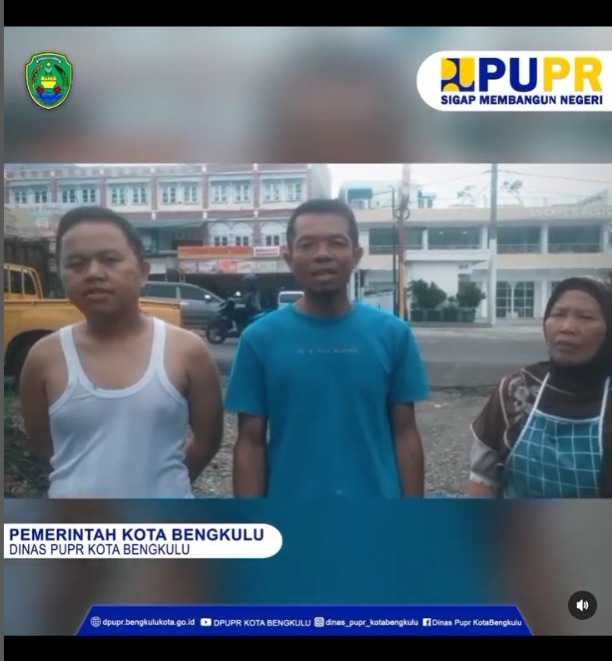 PUPR
SIGAP MEMBANGUN NEGERI
PEMERINTAH KOTA BENGKULU
DINAS PUPR KOTA BENGKULU
dpupr.bengkulukota.go.id DPUPR KOTA BENGKULU dinas_pupr_kotabengkulu Dinas Pupr KotaBengkulu